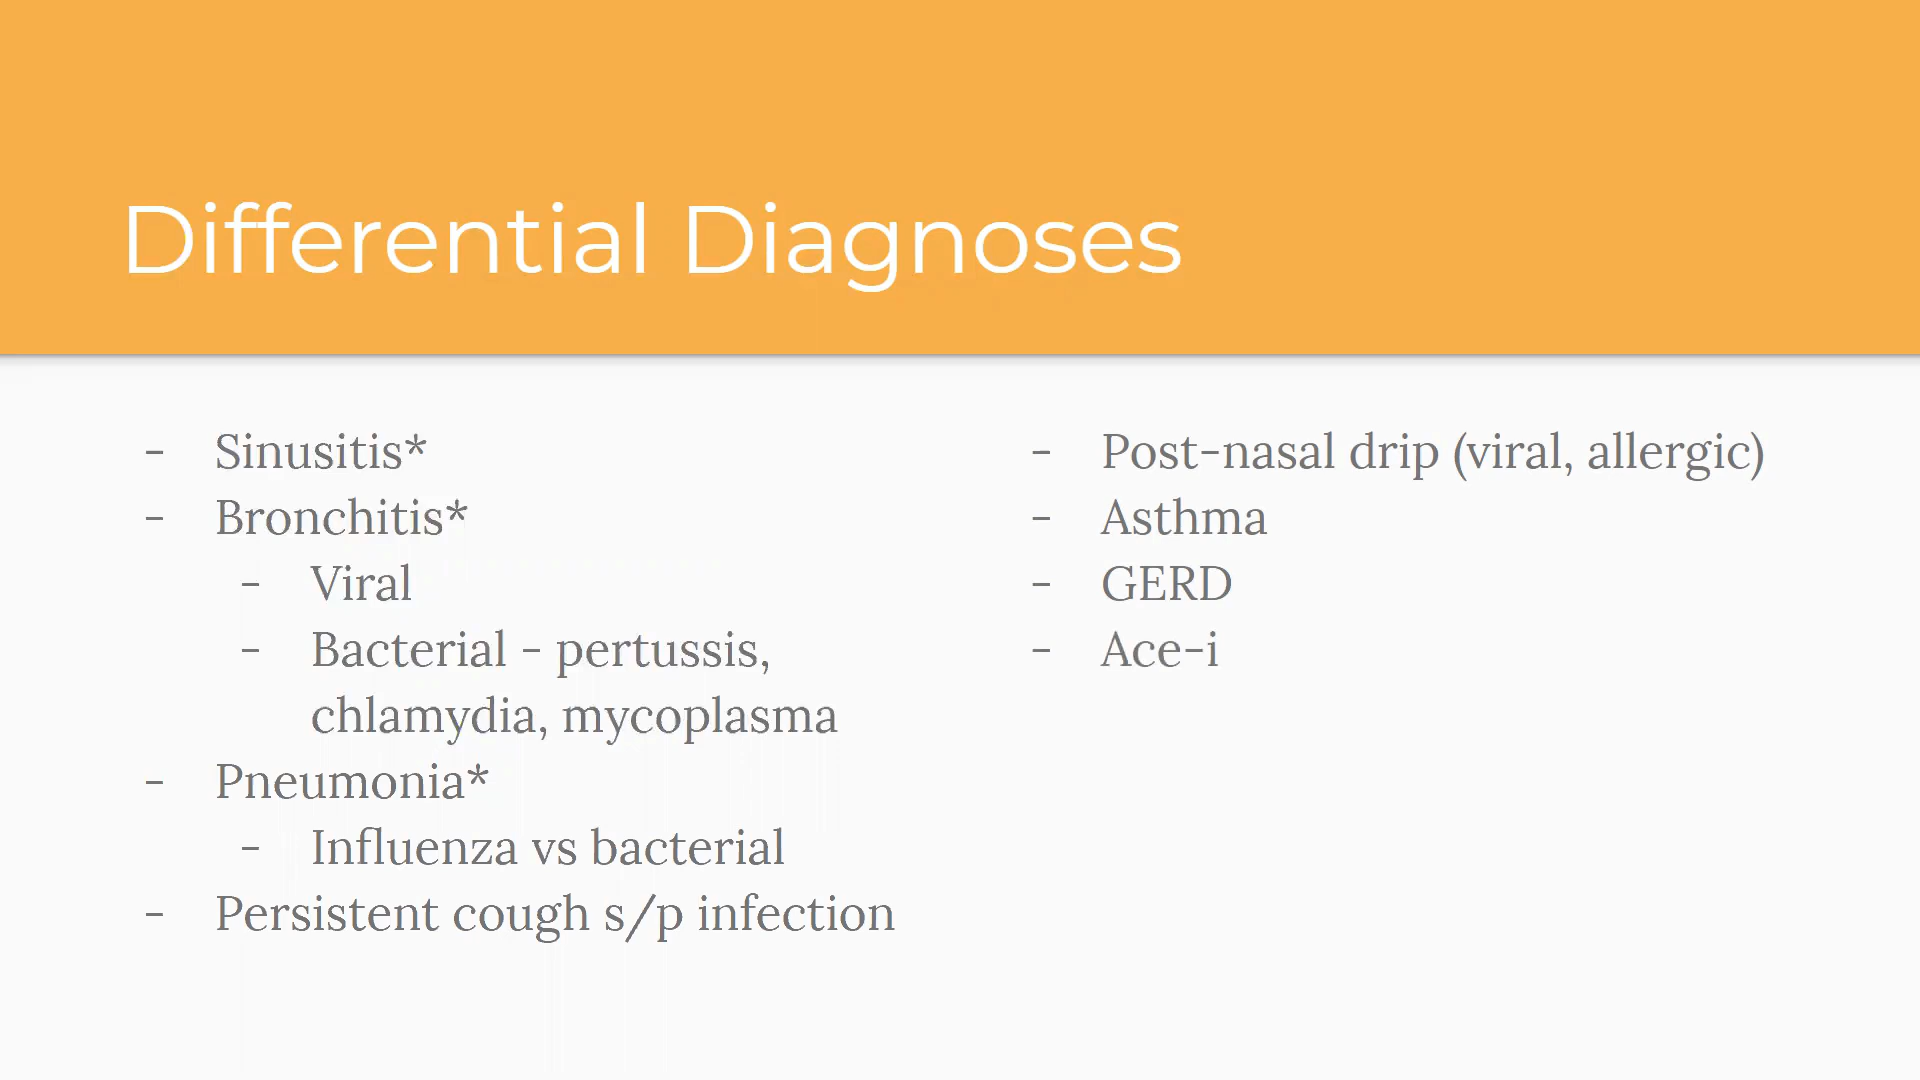 Differential Diagnoses
- Sinusitis*
- Bronchitis*
- Viral
- Bacterial - pertussis,
chlamydia, mycoplasma
- Pneumonia*
- Influenza vs bacterial
- Persistent cough s/p infection
- Post-nasal drip (viral, allergic)
- Asthma
- GERD
- Ace-i